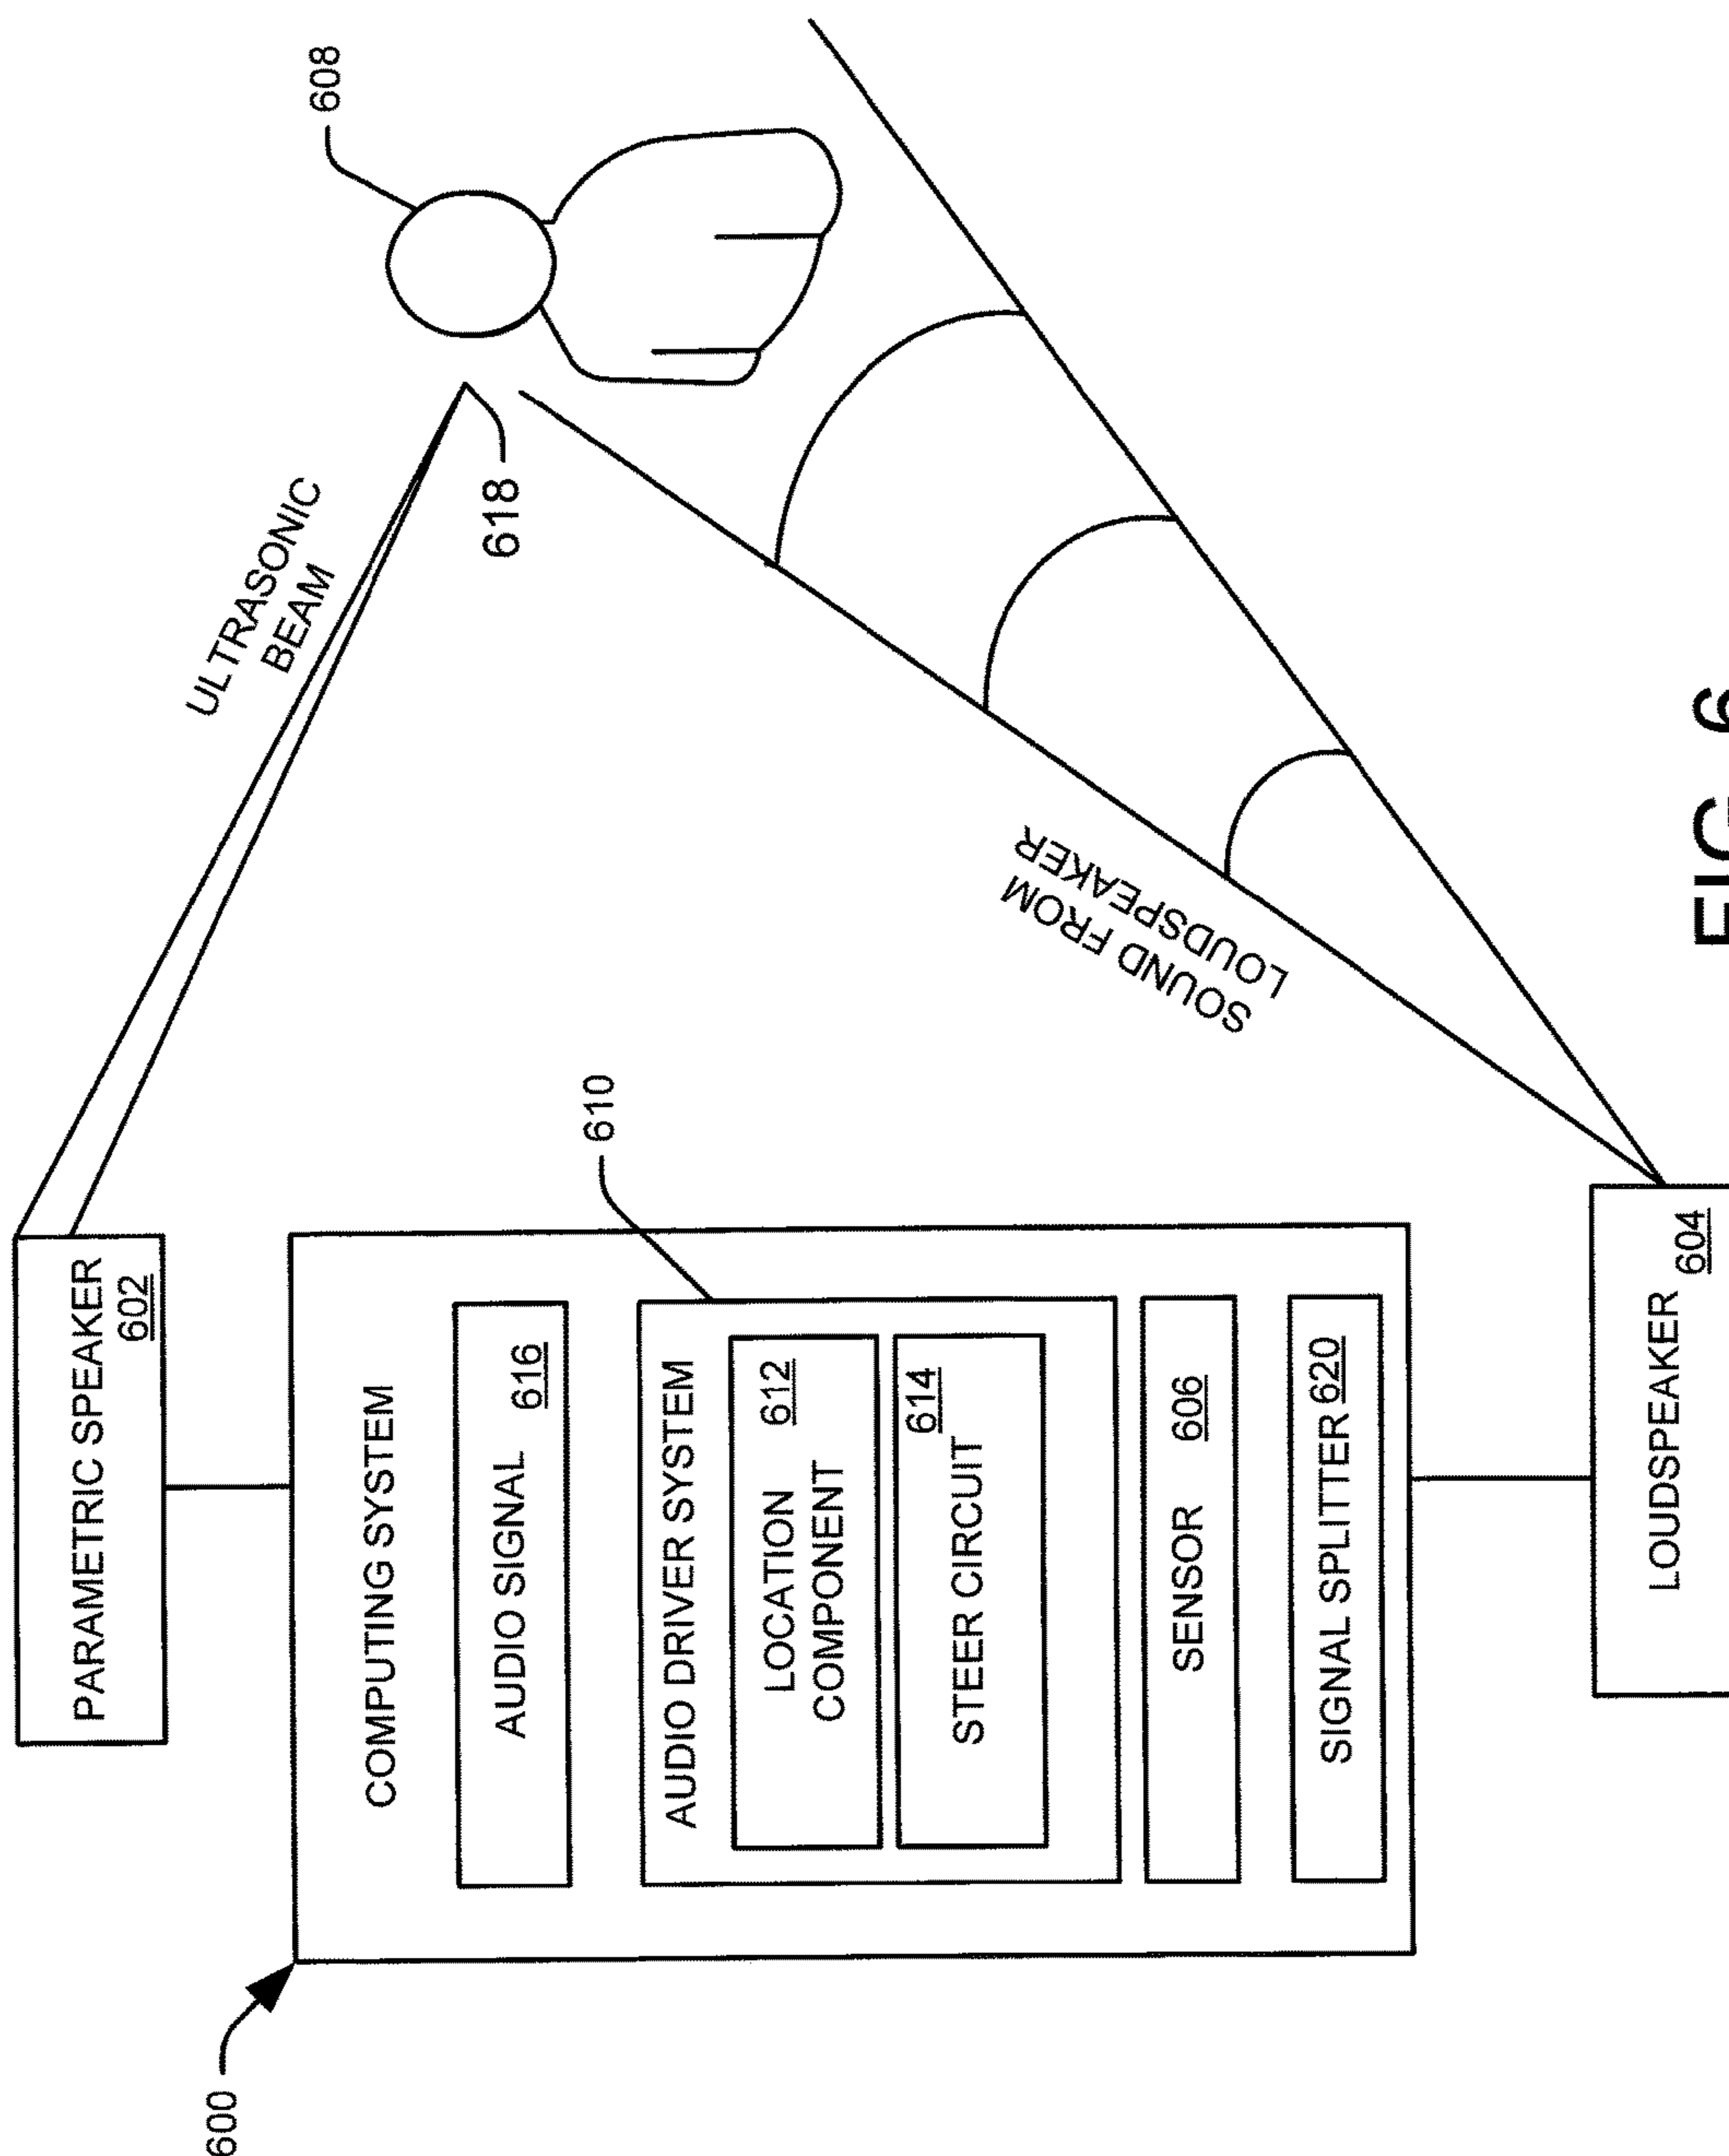 600
PARAMETRIC SPEAKER
602
COMPUTING SYSTEM
AUDIO SIGNAL
616
610
AUDIO DRIVER SYSTEM
LOCATION
COMPONENT
612
STEER CIRCUIT
614
SENSOR
606
SIGNAL SPLITTER
620
LOUDSPEAKER
604
ULTRASONIC
BEAM
608
618
SOUND FROM
LOUDSPEAKER
FIG. 6